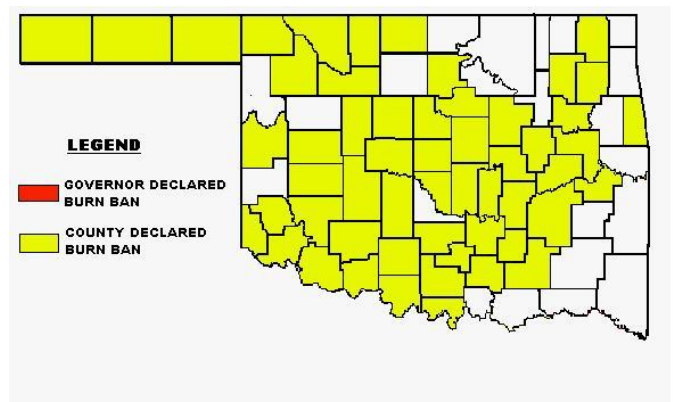 LEGEND
GOVERNOR DECLARED
BURN BAN
COUNTY DECLARED
BURN BAN